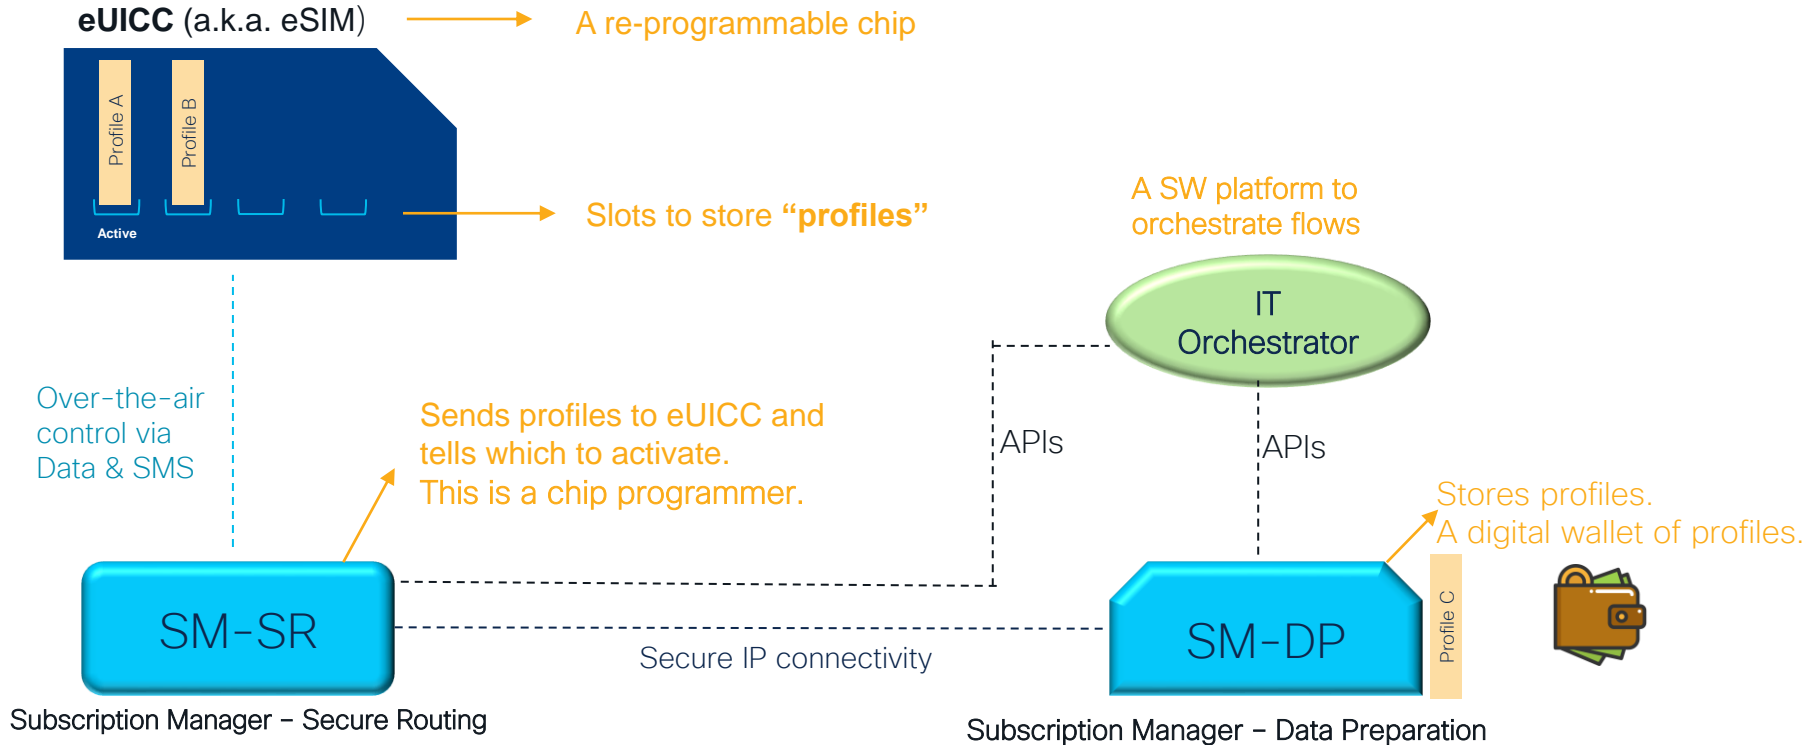 eUICC (a.k.a. eSIM)
A re-programmable chip
Profile A
Profile B
Active
Slots to store “profiles”
A SW platform to
orchestrate flows
IT
Orchestrator
Over-the-air
control via
Data & SMS
Sends profiles to eUICC and
tells which to activate.
This is a chip programmer.
APIs
APIs
Stores profiles.
A digital wallet of profiles.
SM-SR
Secure IP connectivity
SM-DP
Profile C
Subscription Manager – Secure Routing
Subscription Manager – Data Preparation